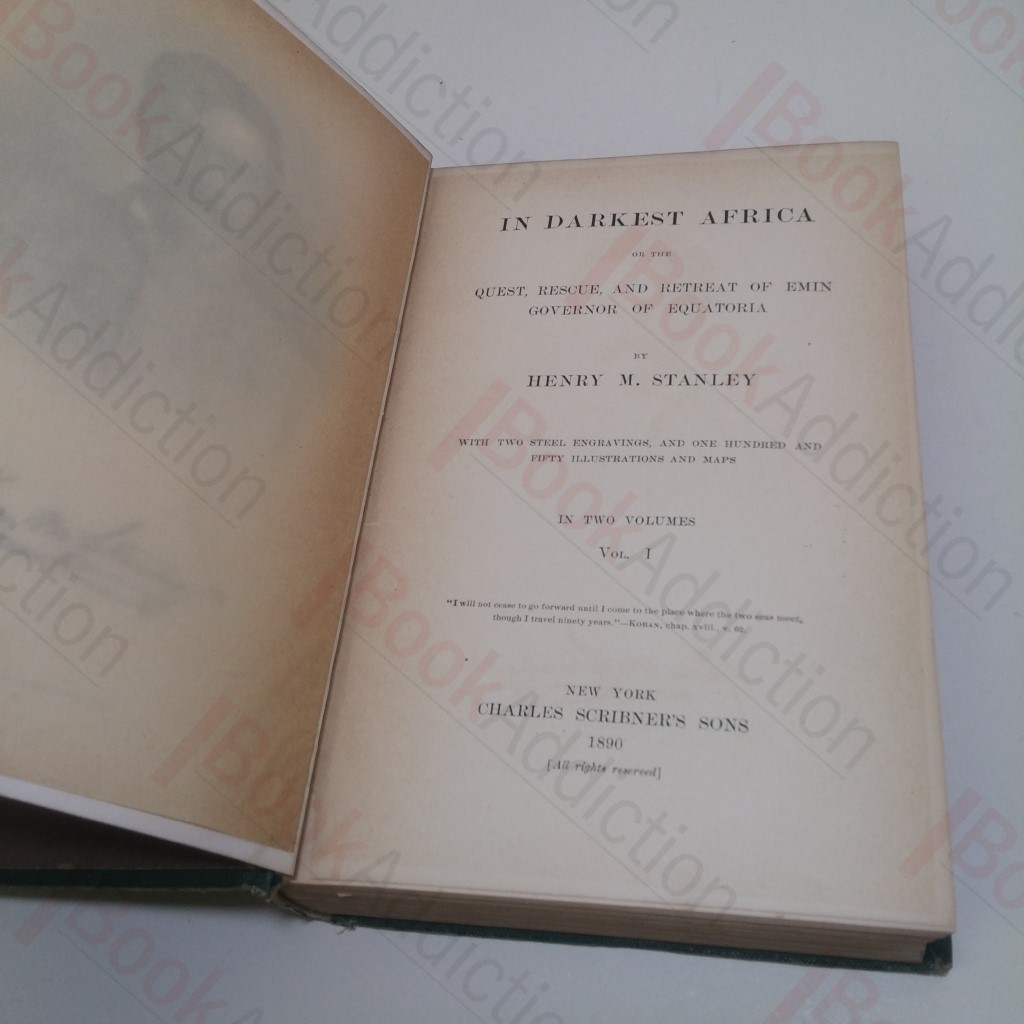 IN DARKEST AFRICA
OR THE
QUEST, RESCUE, AND RETREAT OF EMIN
GOVERNOR OF EQUATORIA
BY
HENRY M. STANLEY
WITH TWO STEEL ENGRAVINGS, AND ONE HUNDRED AND
FIFTY ILLUSTRATIONS AND MAPS
IN TWO VOLUMES
VOL. I
"I will not cease to go forward until I come to the place where the two seas meet,
though I travel ninety years."—KORAN, chap. xviii., v. 62.
NEW YORK
CHARLES SCRIBNER'S SONS
1890
[All rights reserved]
BookAddiction